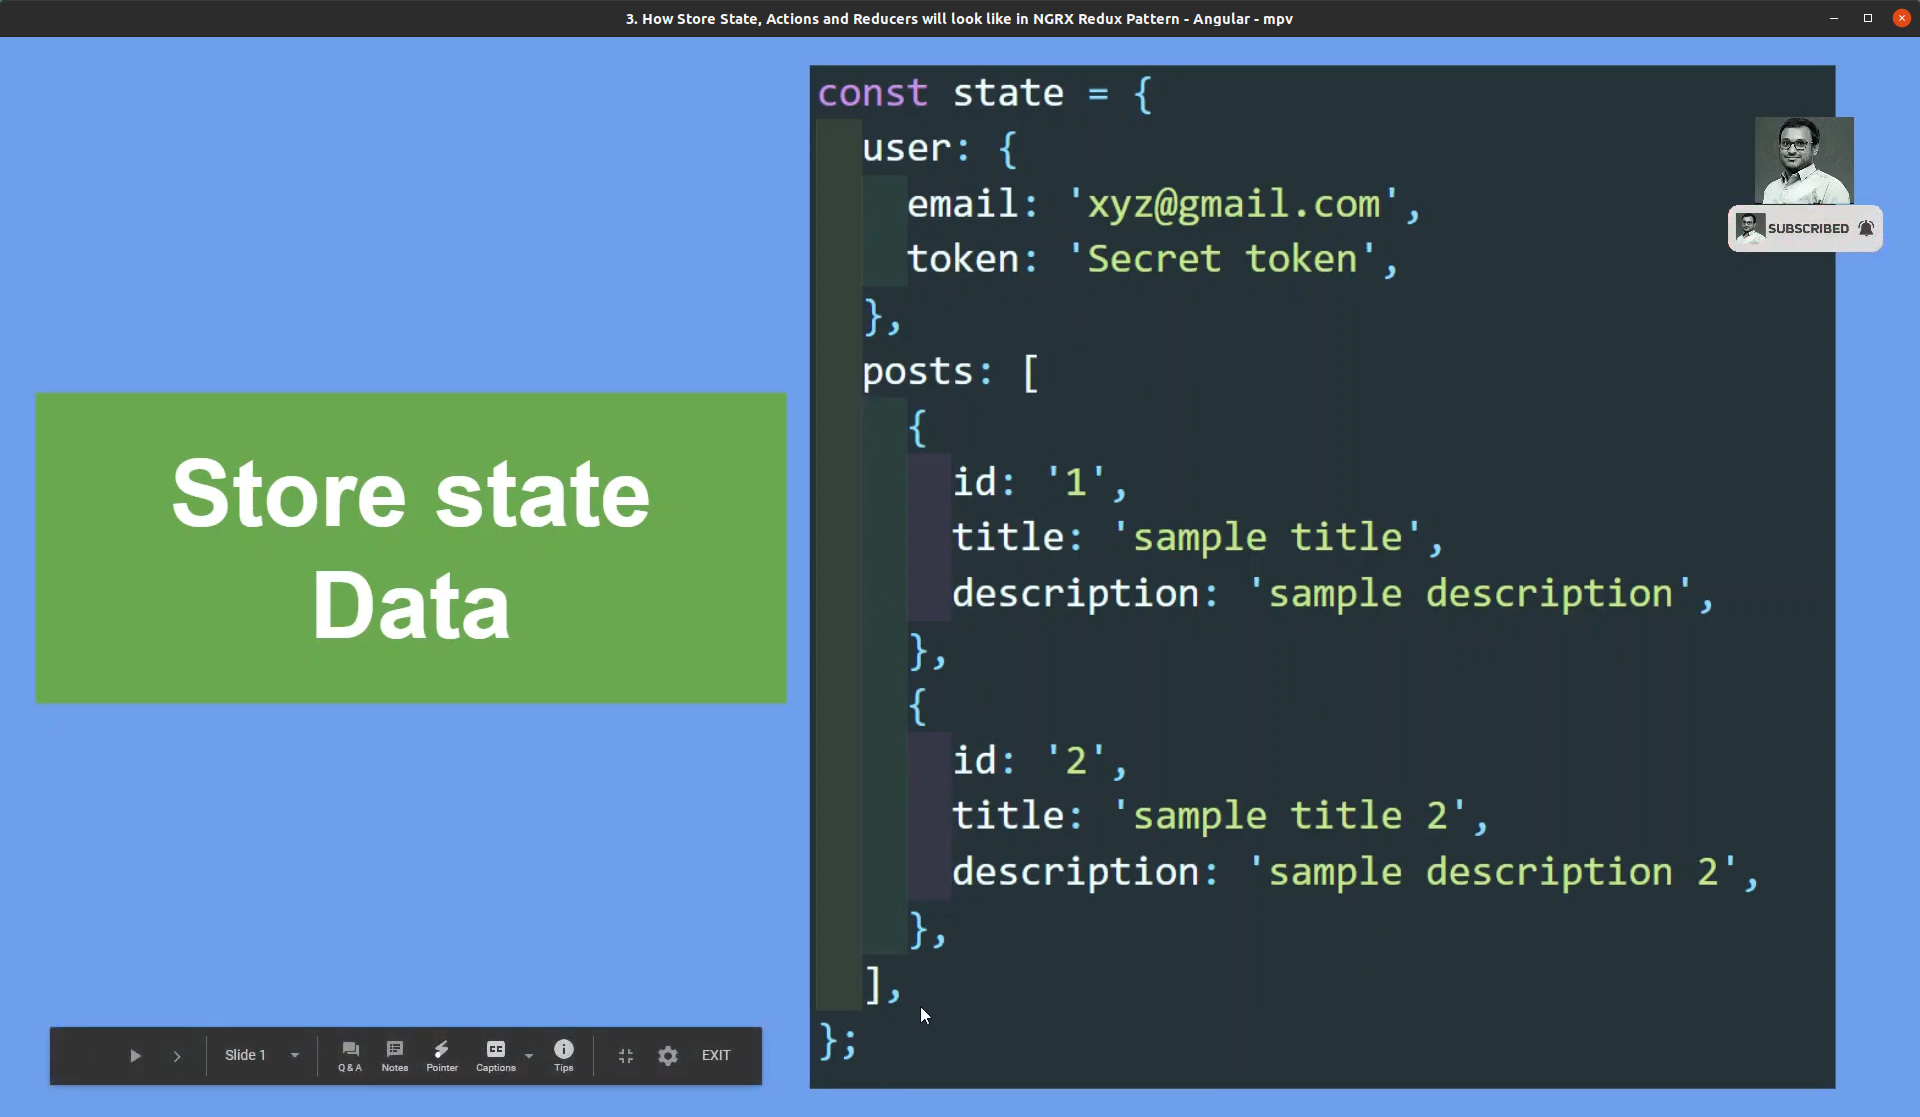 3. How Store State, Actions and Reducers will look like in NGRX Redux Pattern - Angular - mpv
Store state
Data
const state = {
user: {
email: 'xyz@gmail.com',
token: 'Secret token',
},
posts: [
{
id: '1',
title: 'sample title',
description: 'sample description',
},
{
id: '2',
title: 'sample title 2',
description: 'sample description 2',
},
],
};
SUBSCRIBED
Slide 1
Q & A
Notes
Pointer
CC
Captions
Tips
EXIT